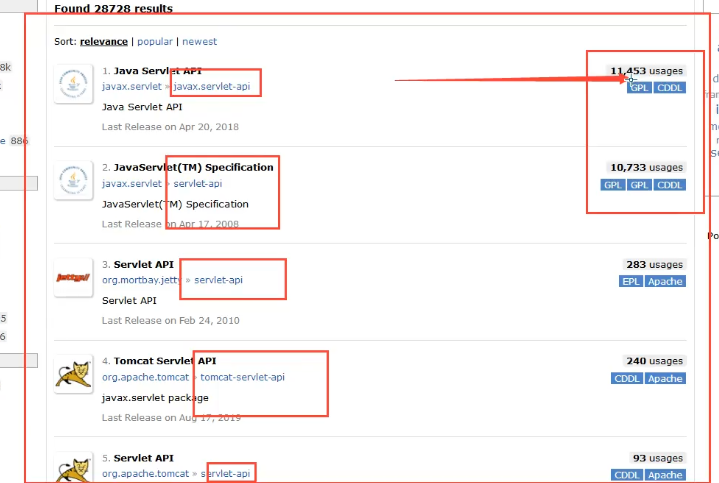 Found 28728 results
Sort: relevance | popular | newest
1. Java Servlet API
11,453 usages
javax.servlet » javax.servlet-api
GPL CDDL
Java Servlet API
Last Release on Apr 20, 2018
2. JavaServlet(TM) Specification
10,733 usages
javax.servlet » servlet-api
GPL GPL CDDL
JavaServlet(TM) Specification
Last Release on Apr 17, 2008
3. Servlet API
283 usages
org.mortbay.jetty » servlet-api
EPL Apache
Servlet API
Last Release on Feb 24, 2010
4. Tomcat Servlet API
240 usages
org.apache.tomcat » tomcat-servlet-api
CDDL Apache
javax.servlet package
Last Release on Aug 17, 2019
5. Servlet API
93 usages
org.apache.tomcat » servlet-api
CDDL Apache
8k
e 886
5
6